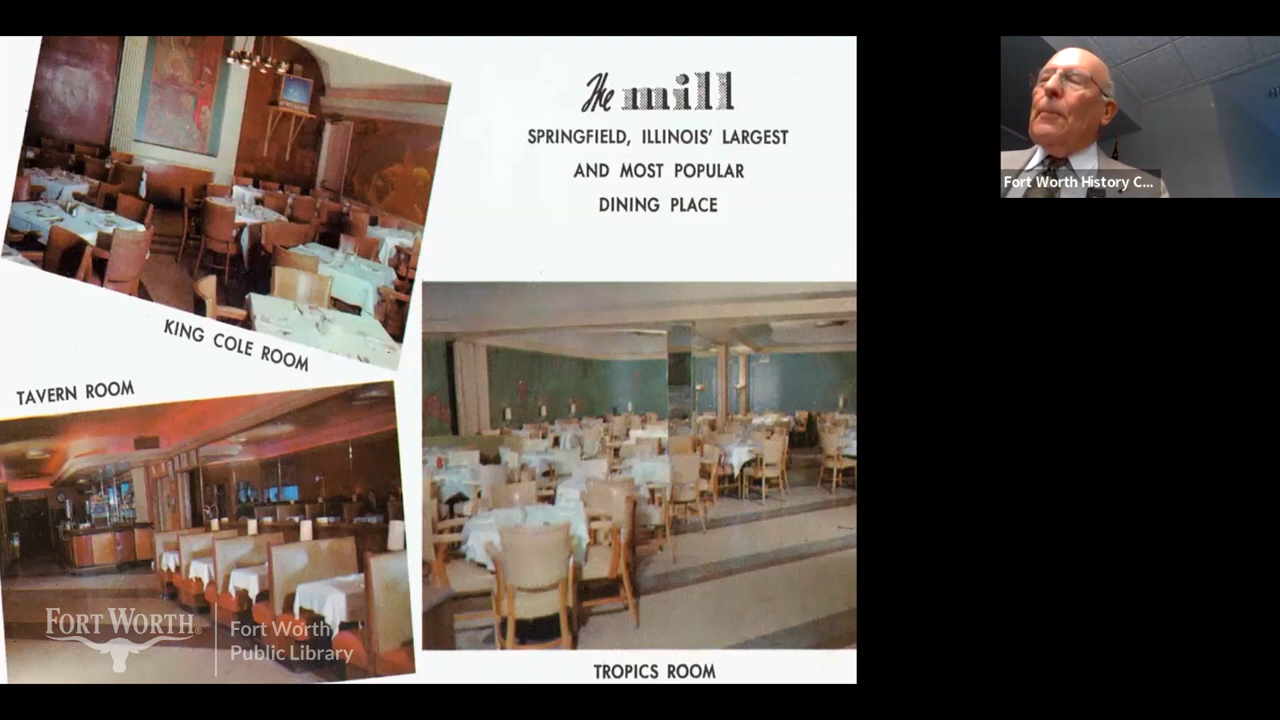 The mill
SPRINGFIELD, ILLINOIS' LARGEST
AND MOST POPULAR
DINING PLACE
KING COLE ROOM
TAVERN ROOM
TROPICS ROOM
FORT WORTH®
Fort Worth
Public Library
Fort Worth History C...